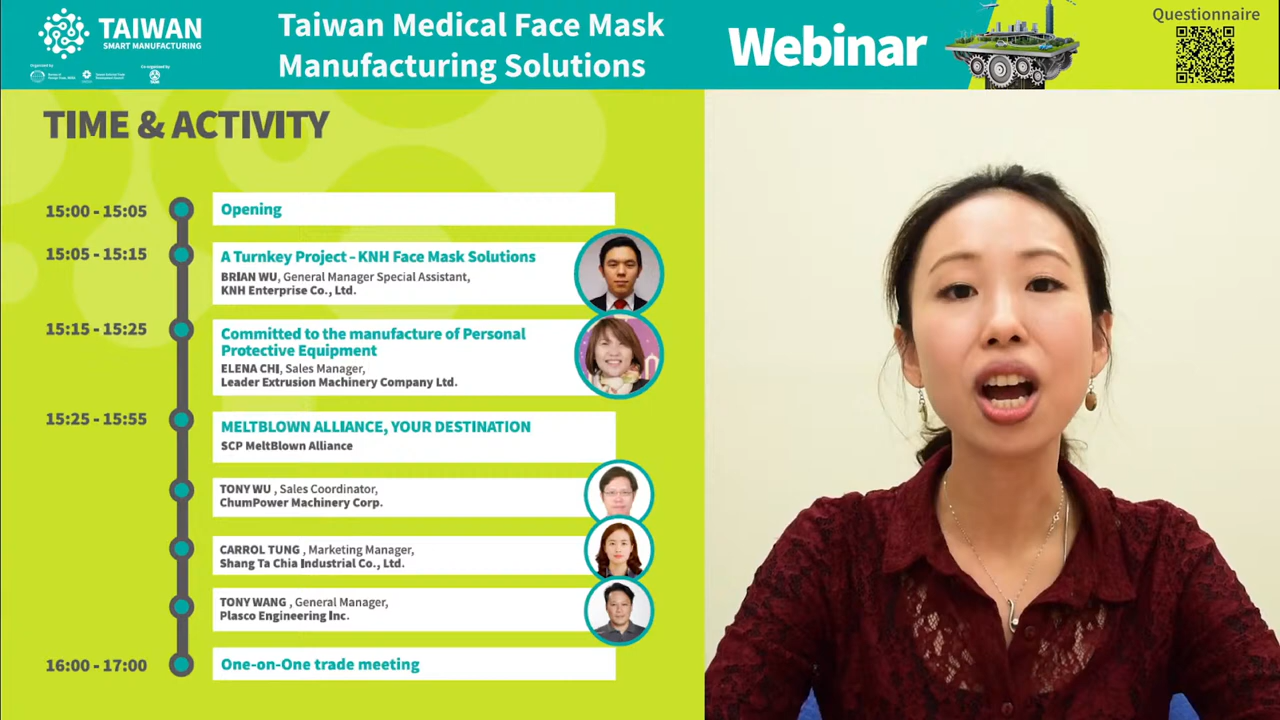 TAIWAN
SMART MANUFACTURING
Organized by
Co-organized by
Taiwan Medical Face Mask
Manufacturing Solutions
Webinar
Questionnaire
TIME & ACTIVITY
15:00 - 15:05
Opening
15:05 - 15:15
A Turnkey Project - KNH Face Mask Solutions
BRIAN WU, General Manager Special Assistant,
KNH Enterprise Co., Ltd.
15:15 - 15:25
Committed to the manufacture of Personal
Protective Equipment
ELENA CHI, Sales Manager,
Leader Extrusion Machinery Company Ltd.
15:25 - 15:55
MELTBLOWN ALLIANCE, YOUR DESTINATION
SCP MeltBlown Alliance
TONY WU , Sales Coordinator,
ChumPower Machinery Corp.
CARROL TUNG , Marketing Manager,
Shang Ta Chia Industrial Co., Ltd.
TONY WANG , General Manager,
Plasco Engineering Inc.
16:00 - 17:00
One-on-One trade meeting